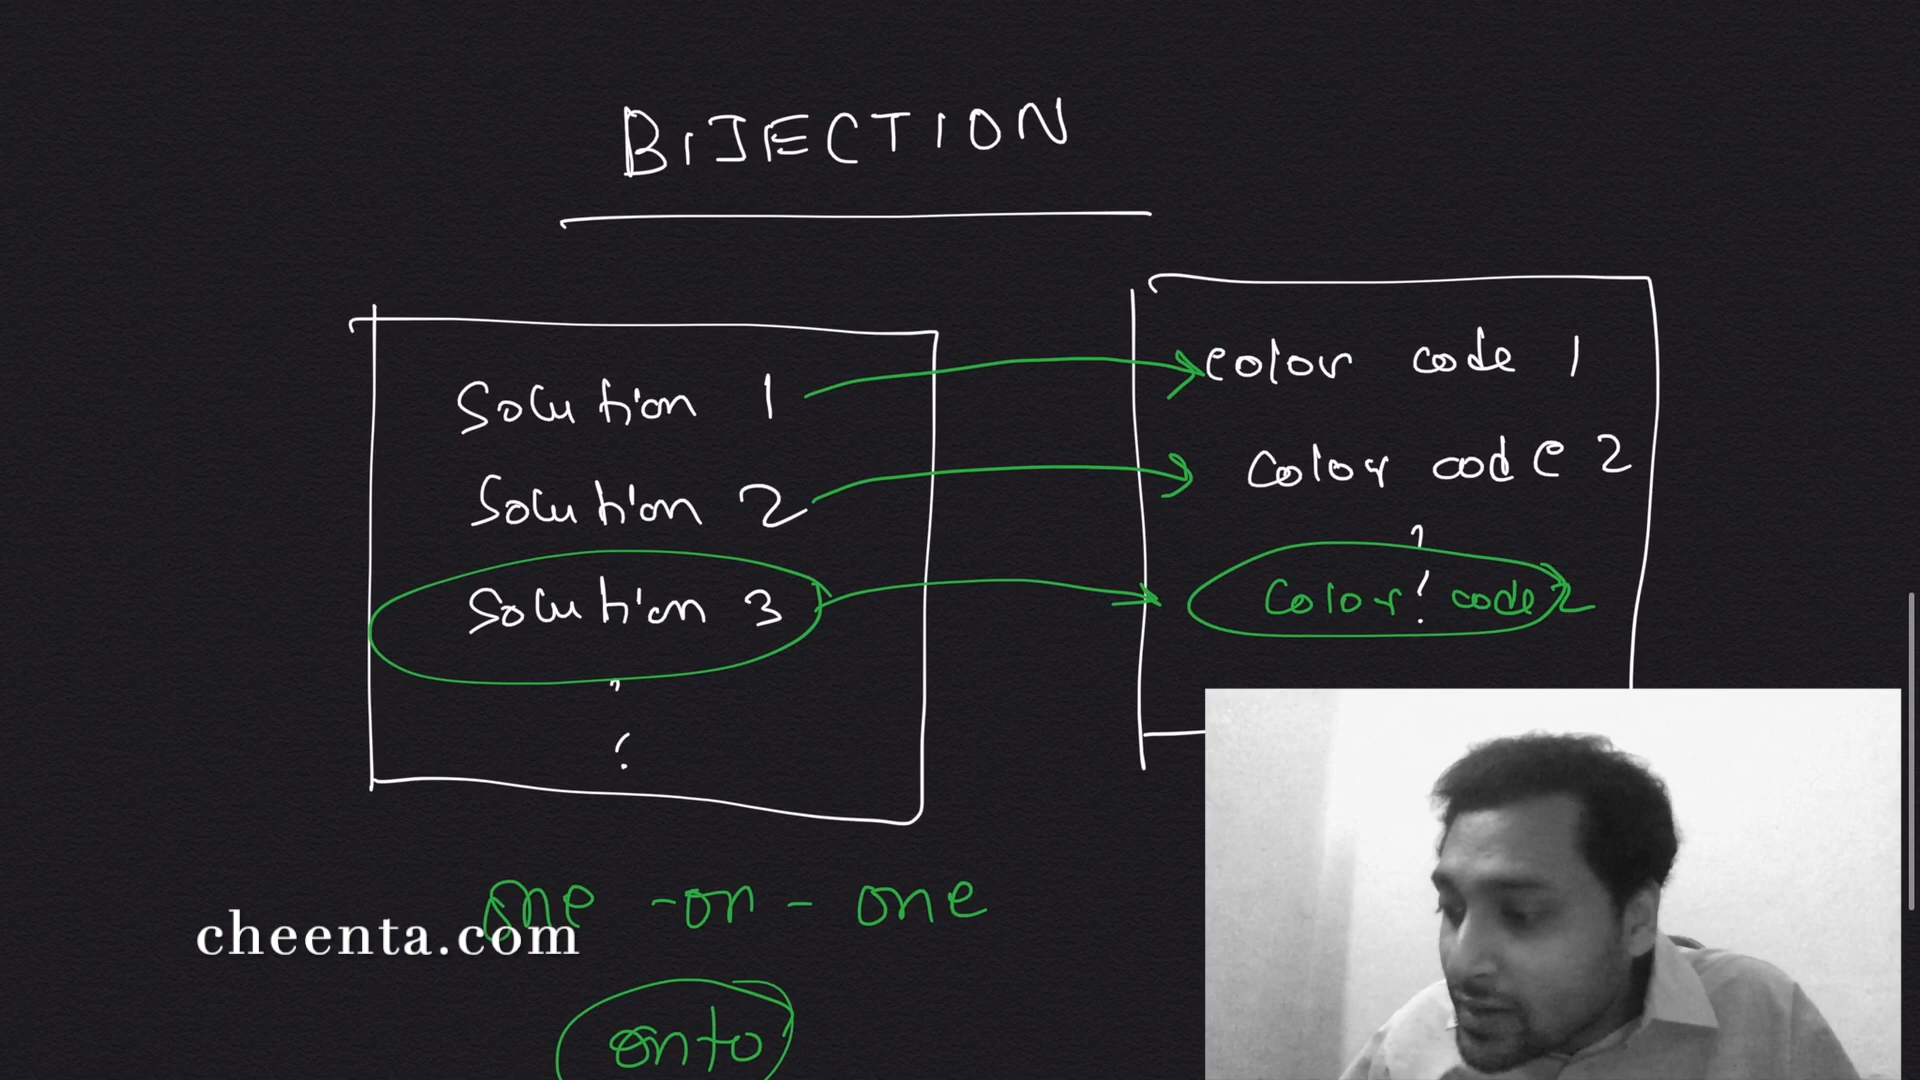 BIJECTION
Solution 1
Solution 2
Solution 3
color code 1
Color code 2
Color code 2
one-on-one
cheenta.com
onto